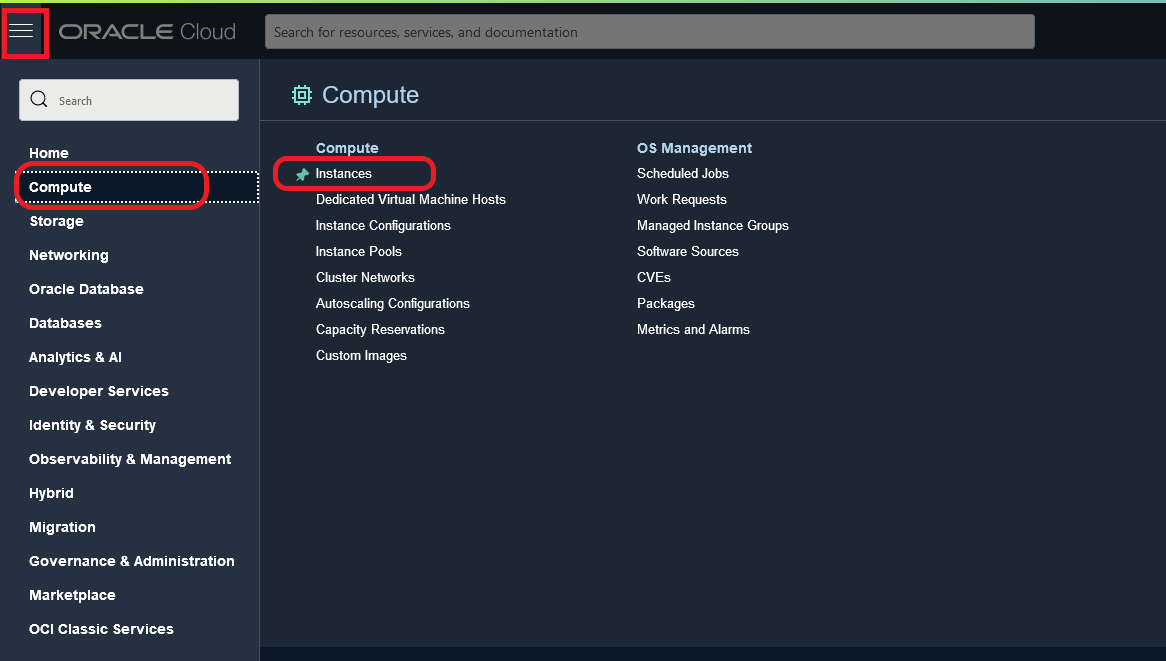 ORACLE Cloud
Search for resources, services, and documentation
Search
Home
Compute
Storage
Networking
Oracle Database
Databases
Analytics & AI
Developer Services
Identity & Security
Observability & Management
Hybrid
Migration
Governance & Administration
Marketplace
OCI Classic Services
Compute
Compute
Instances
Dedicated Virtual Machine Hosts
Instance Configurations
Instance Pools
Cluster Networks
Autoscaling Configurations
Capacity Reservations
Custom Images
OS Management
Scheduled Jobs
Work Requests
Managed Instance Groups
Software Sources
CVEs
Packages
Metrics and Alarms